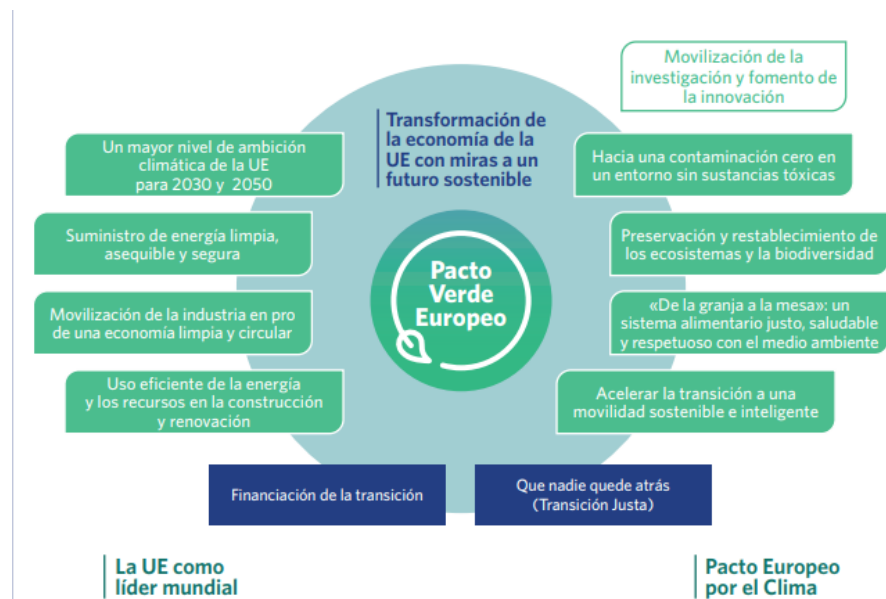 Movilización de la
investigación y fomento de
la innovación
Transformación de
la economía de la
UE con miras a un
futuro sostenible
Un mayor nivel de ambición
climática de la UE
para 2030 y 2050
Hacia una contaminación cero en
un entorno sin sustancias tóxicas
Suministro de energía limpia,
asequible y segura
Preservación y restablecimiento de
los ecosistemas y la biodiversidad
Pacto
Verde
Europeo
Movilización de la industria en pro
de una economía limpia y circular
«De la granja a la mesa»: un
sistema alimentario justo, saludable
y respetuoso con el medio ambiente
Uso eficiente de la energía
y los recursos en la construcción
y renovación
Acelerar la transición a una
movilidad sostenible e inteligente
Financiación de la transición
Que nadie quede atrás
(Transición Justa)
La UE como
líder mundial
Pacto Europeo
por el Clima